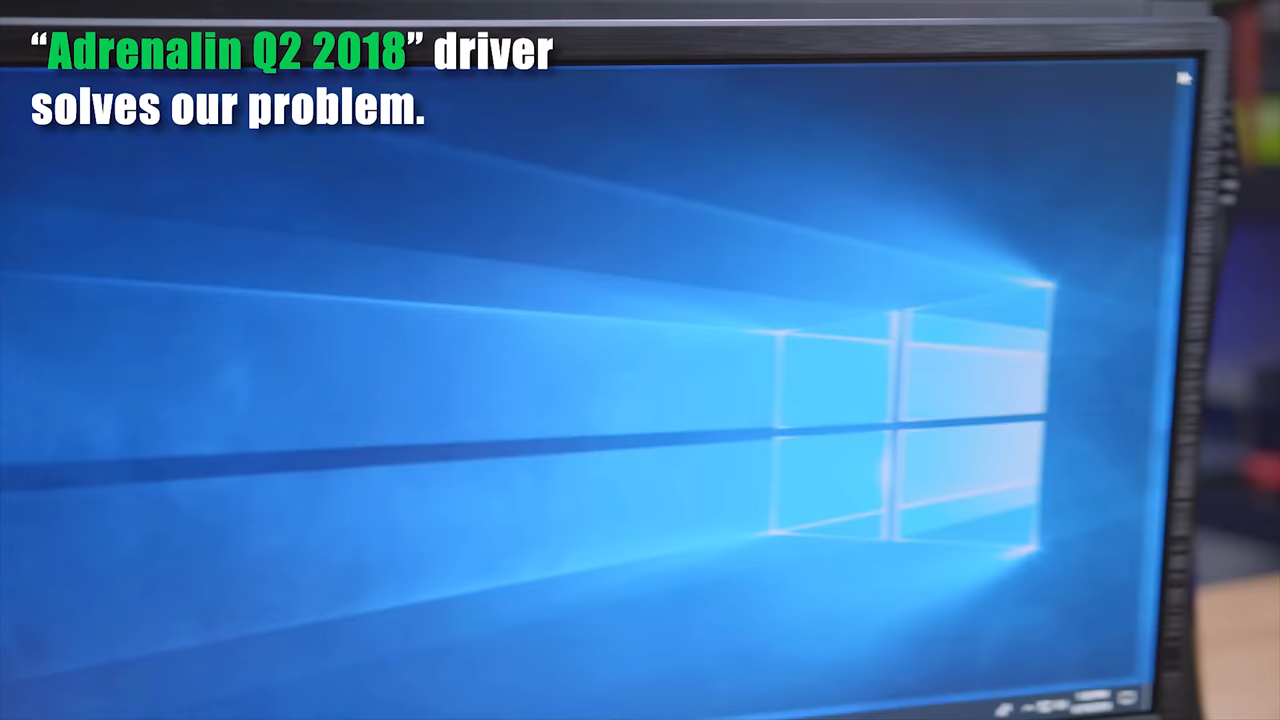 “Adrenalin Q2 2018” driver
solves our problem.